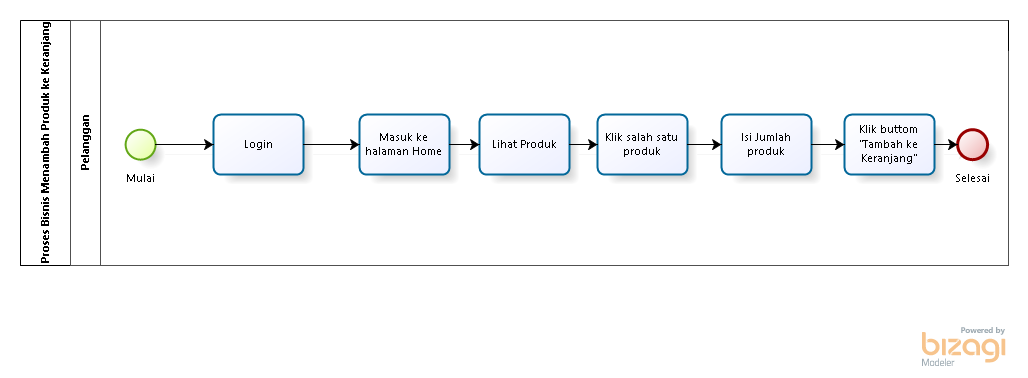 Proses Bisnis Menambah Produk ke Keranjang
Pelanggan
Mulai
Login
Masuk ke
halaman Home
Lihat Produk
Klik salah satu
produk
Isi Jumlah
produk
Klik buttom
"Tambah ke
Keranjang"
Selesai
Powered by
bizagi
Modeler